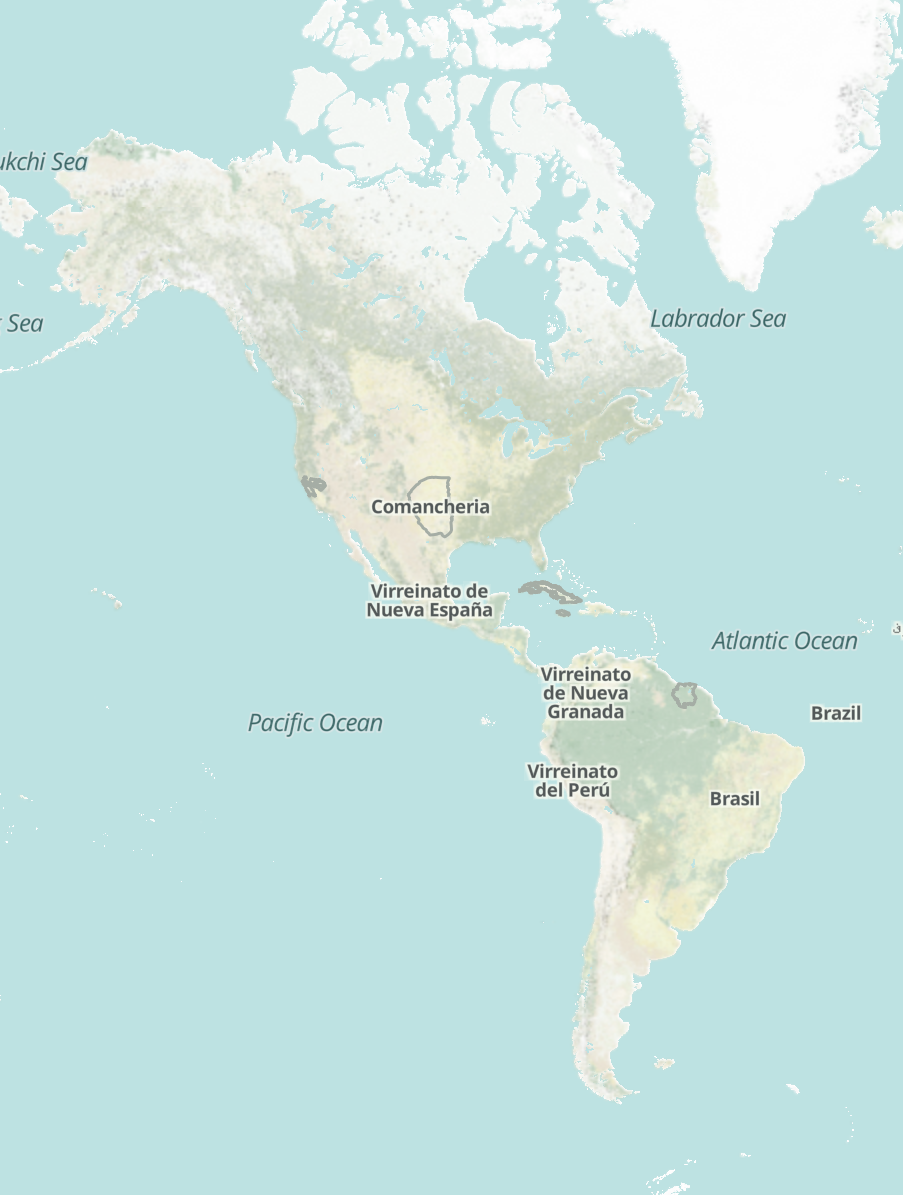 ukchi Sea
Labrador Sea
Sea
Comancheria
Virreinato de
Nueva España
Atlantic Ocean
Virreinato
de Nueva
Granada
Brazil
Pacific Ocean
Virreinato
del Perú
Brasil